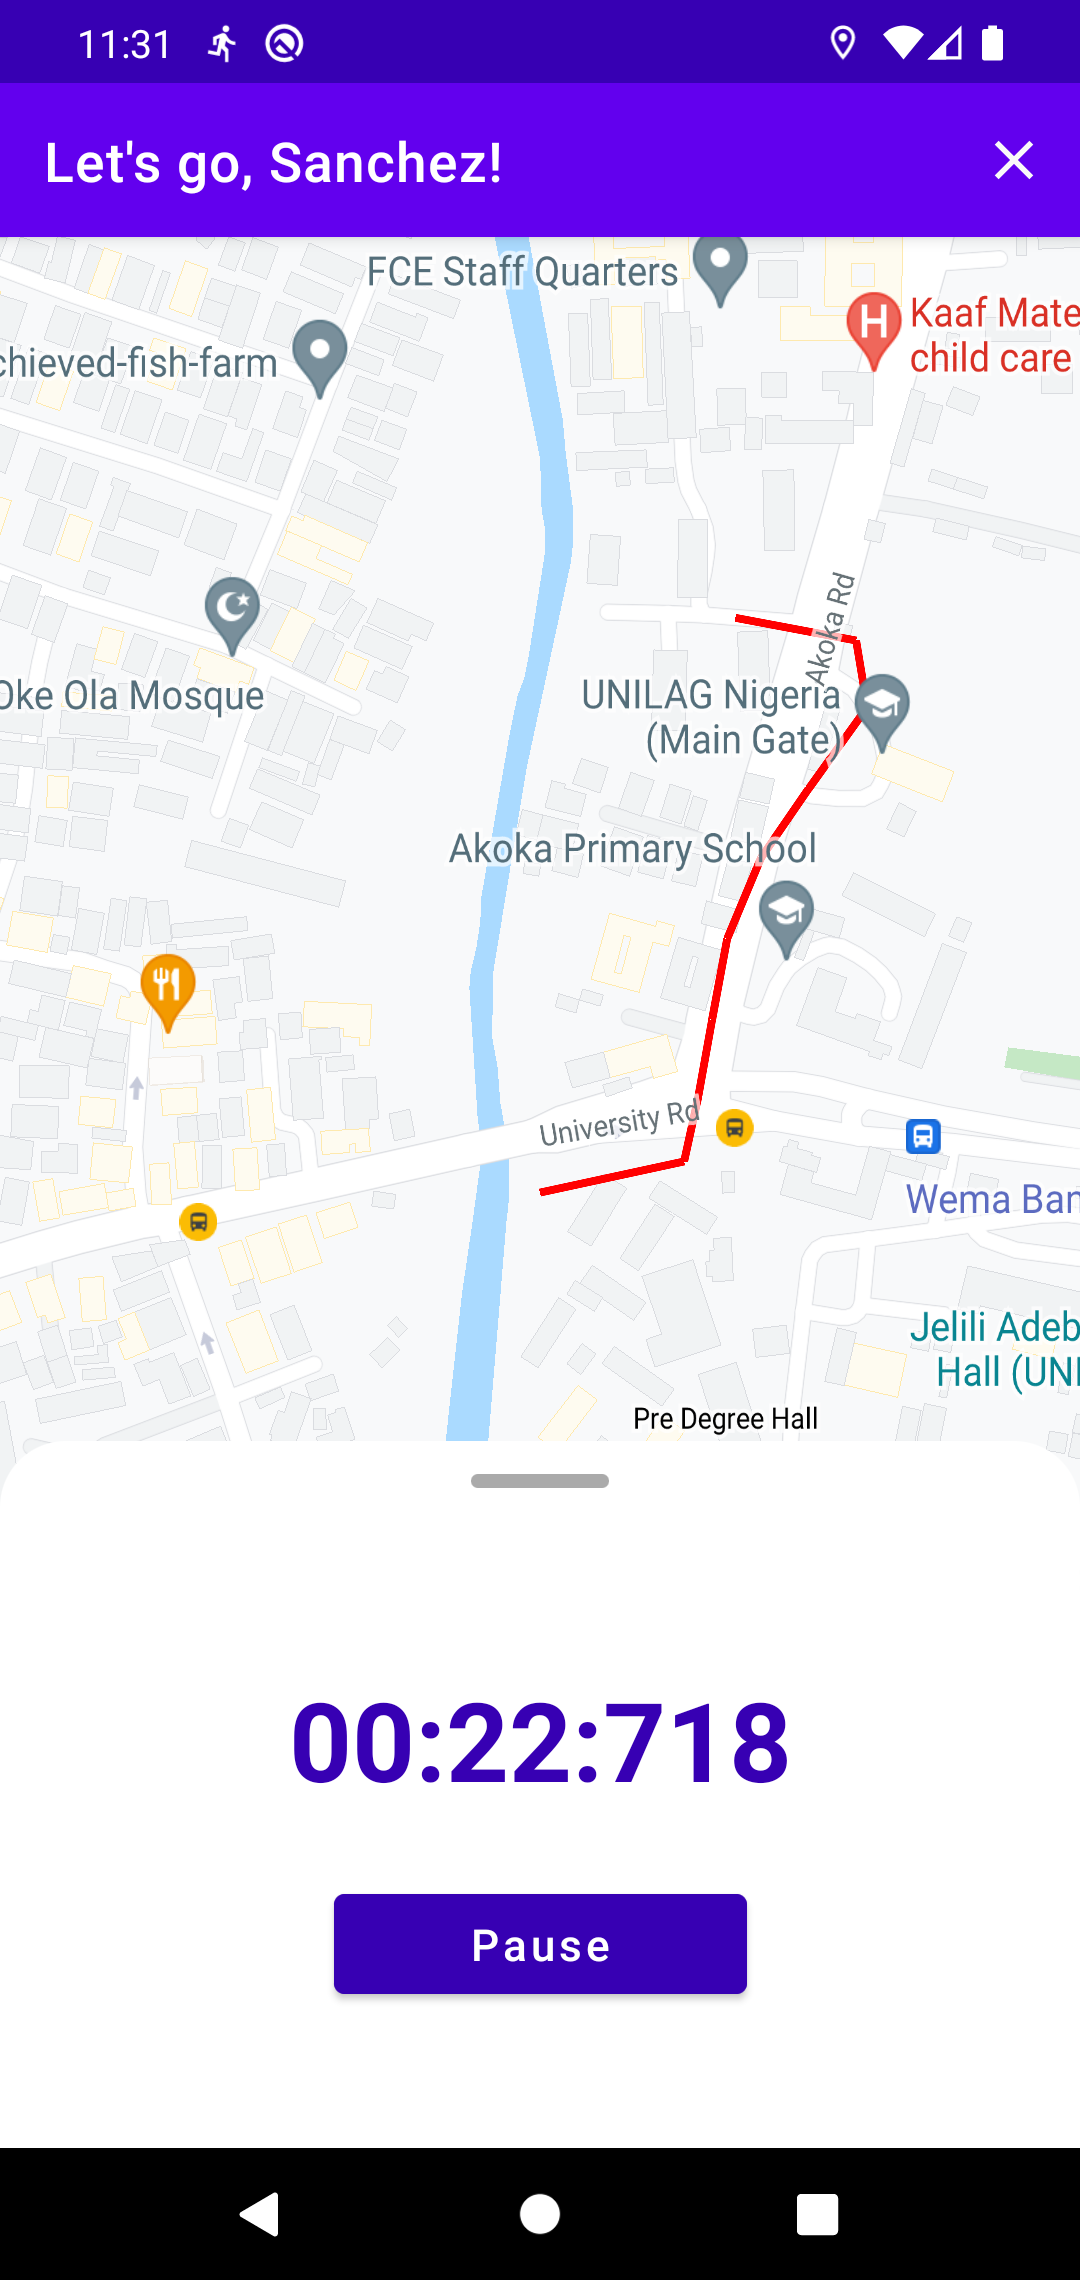 11:31
Let's go, Sanchez!
FCE Staff Quarters
Kaaf Mate
child care
chieved-fish-farm
H
Akoka Rd
Oke Ola Mosque
UNILAG Nigeria
(Main Gate)
Akoka Primary School
University Rd
Wema Ban
Jelili Adeb
Hall (UNI
Pre Degree Hall
00:22:718
Pause